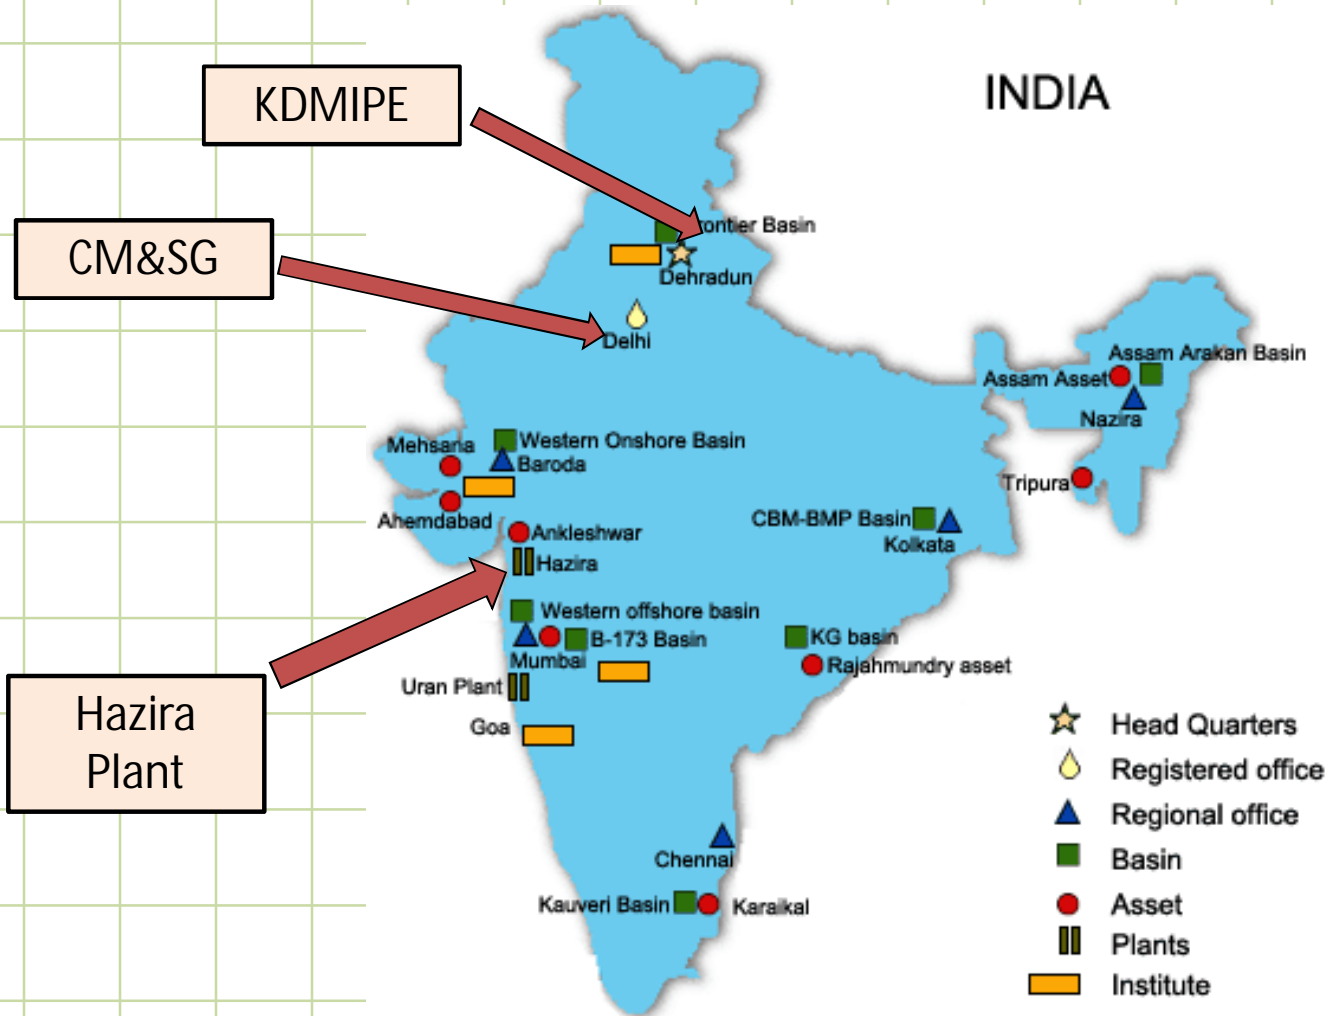 INDIA
KDMIPE
rontier Basin
CM&SG
Dehradun
Delhi
Assam Arakan Basin
Assam Asset
Nazira
Mehsana
Western Onshore Basin
Baroda
Tripura
Ahemdabad
CBM-BMP Basin
Kolkata
Ankleshwar
Hazira
Western offshore basin
B-173 Basin
Mumbai
KG basin
Rajahmundry asset
Uran Plant
Hazira
Plant
Goa
Chennai
Kauveri Basin
Karaikal
Head Quarters
Registered office
Regional office
Basin
Asset
Plants
Institute